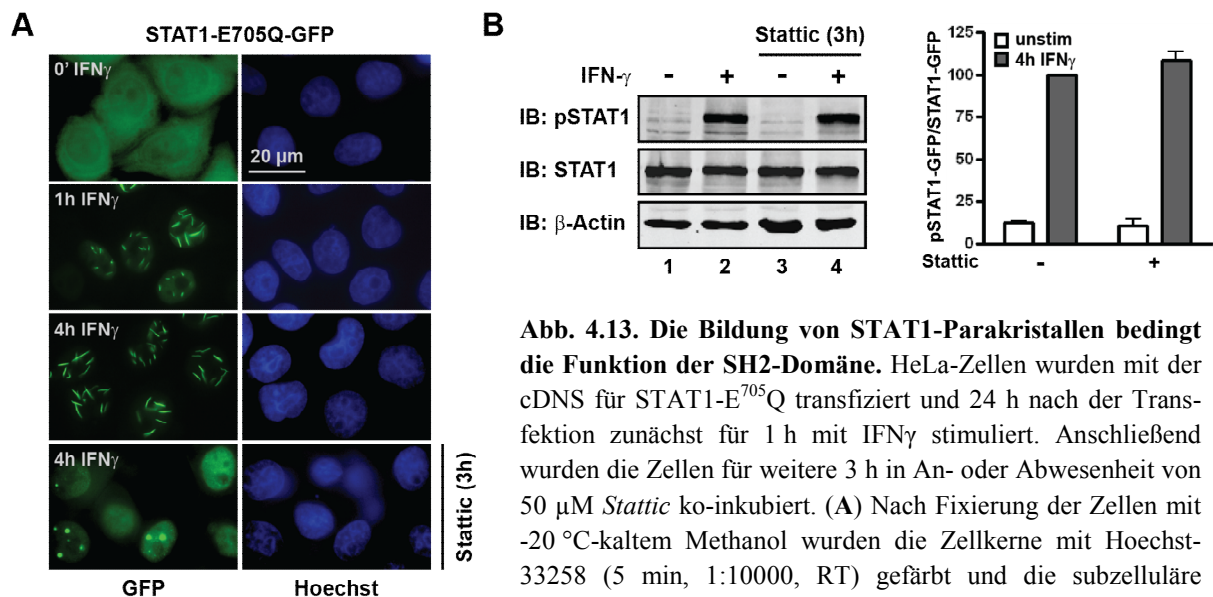 A
STAT1-E705Q-GFP
0' IFNγ
20 µm
1h IFNγ
4h IFNγ
4h IFNγ
Stattic (3h)
GFP
Hoechst
B
Stattic (3h)
IFN-γ - + - +
IB: pSTAT1
IB: STAT1
IB: β-Actin
1 2 3 4
pSTAT1-GFP/STAT1-GFP
125
100
75
50
25
0
unstim
4h IFNγ
Stattic - +
Abb. 4.13. Die Bildung von STAT1-Parakristallen bedingt
die Funktion der SH2-Domäne. HeLa-Zellen wurden mit der
cDNS für STAT1-E⁷⁰⁵Q transfiziert und 24 h nach der Trans-
fektion zunächst für 1 h mit IFNγ stimuliert. Anschließend
wurden die Zellen für weitere 3 h in An- oder Abwesenheit von
50 µM Stattic ko-inkubiert. (A) Nach Fixierung der Zellen mit
-20 °C-kaltem Methanol wurden die Zellkerne mit Hoechst-
33258 (5 min, 1:10000, RT) gefärbt und die subzelluläre